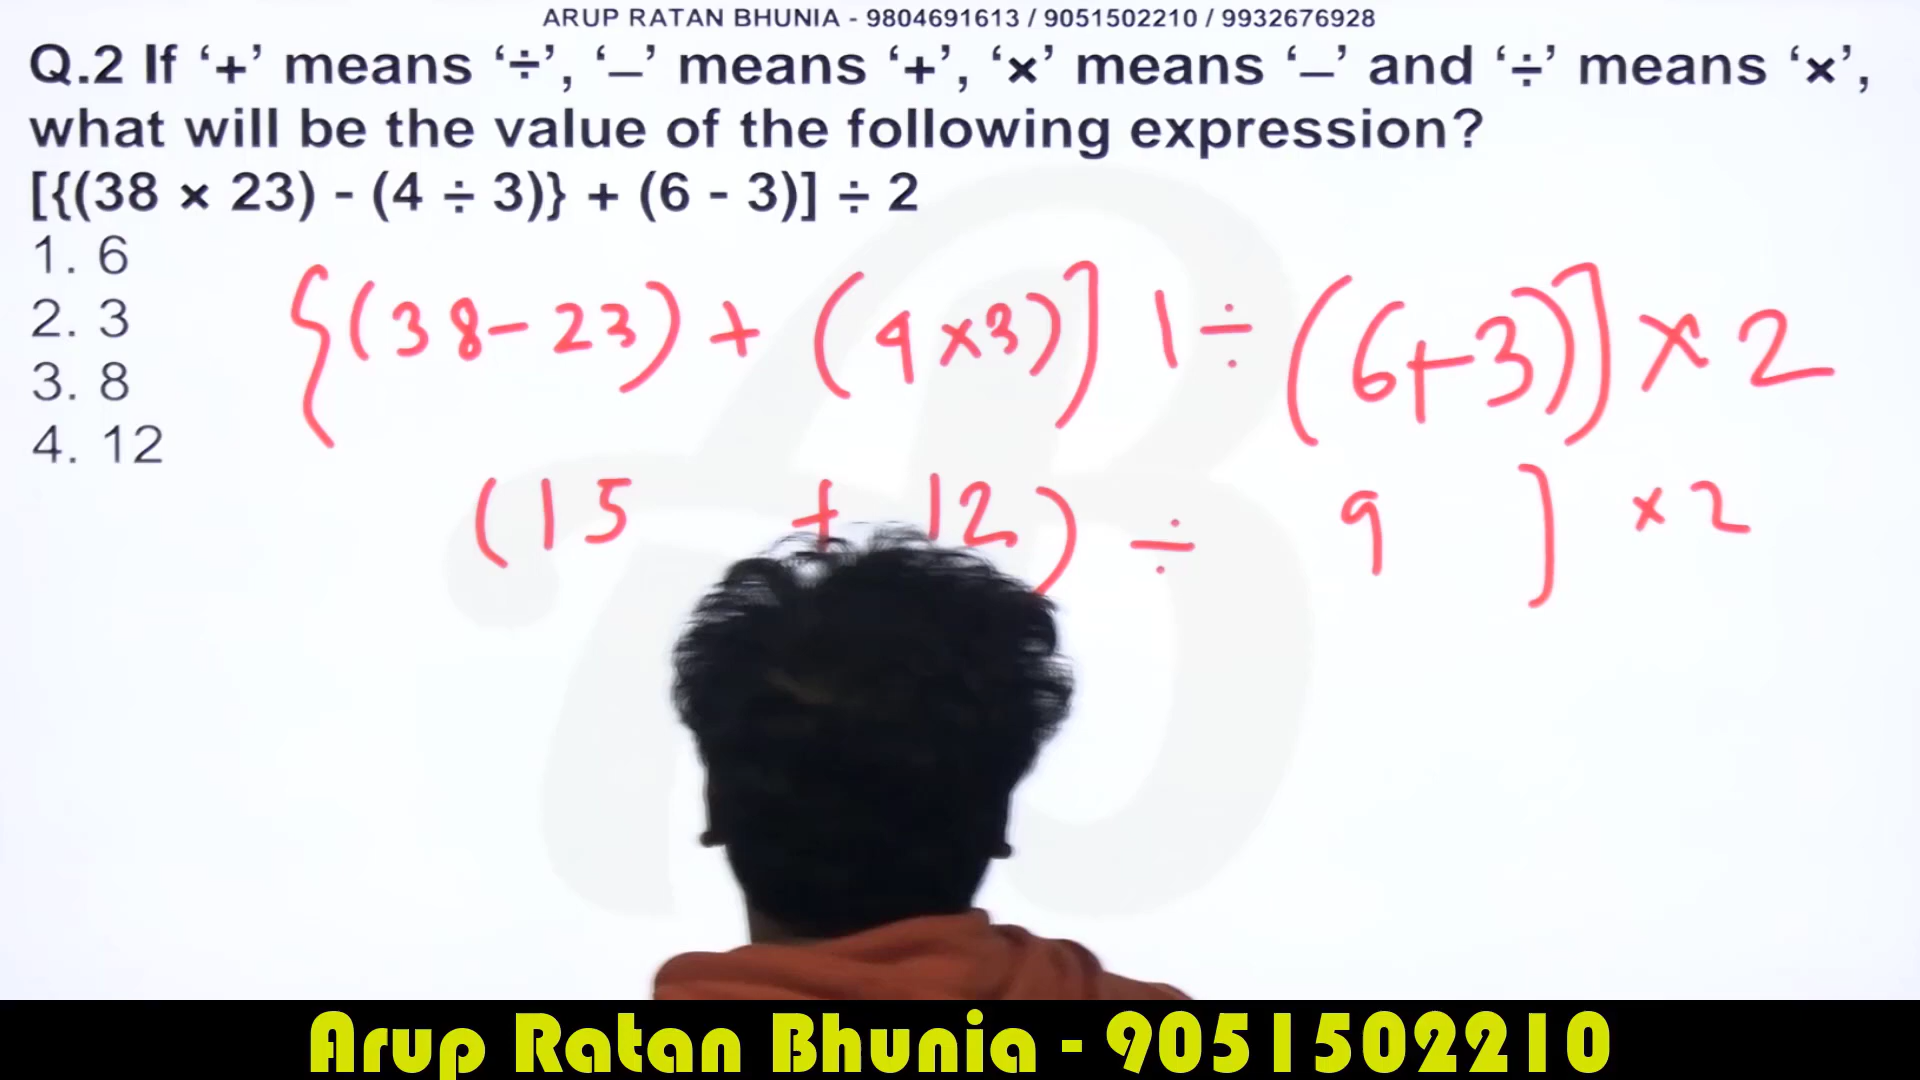 ARUP RATAN BHUNIA - 9804691613 / 9051502210 / 9932676928
Q.2 If ‘+’ means ‘÷’, ‘–’ means ‘+’, ‘×’ means ‘–’ and ‘÷’ means ‘×’,
what will be the value of the following expression?
[{(38 × 23) - (4 ÷ 3)} + (6 - 3)] ÷ 2
1. 6
2. 3
3. 8
4. 12
{(38-23) + (4×3)] 1 ÷ (6+3)] × 2
(15 + 12) ÷ 9 ] × 2
Arup Ratan Bhunia - 9051502210